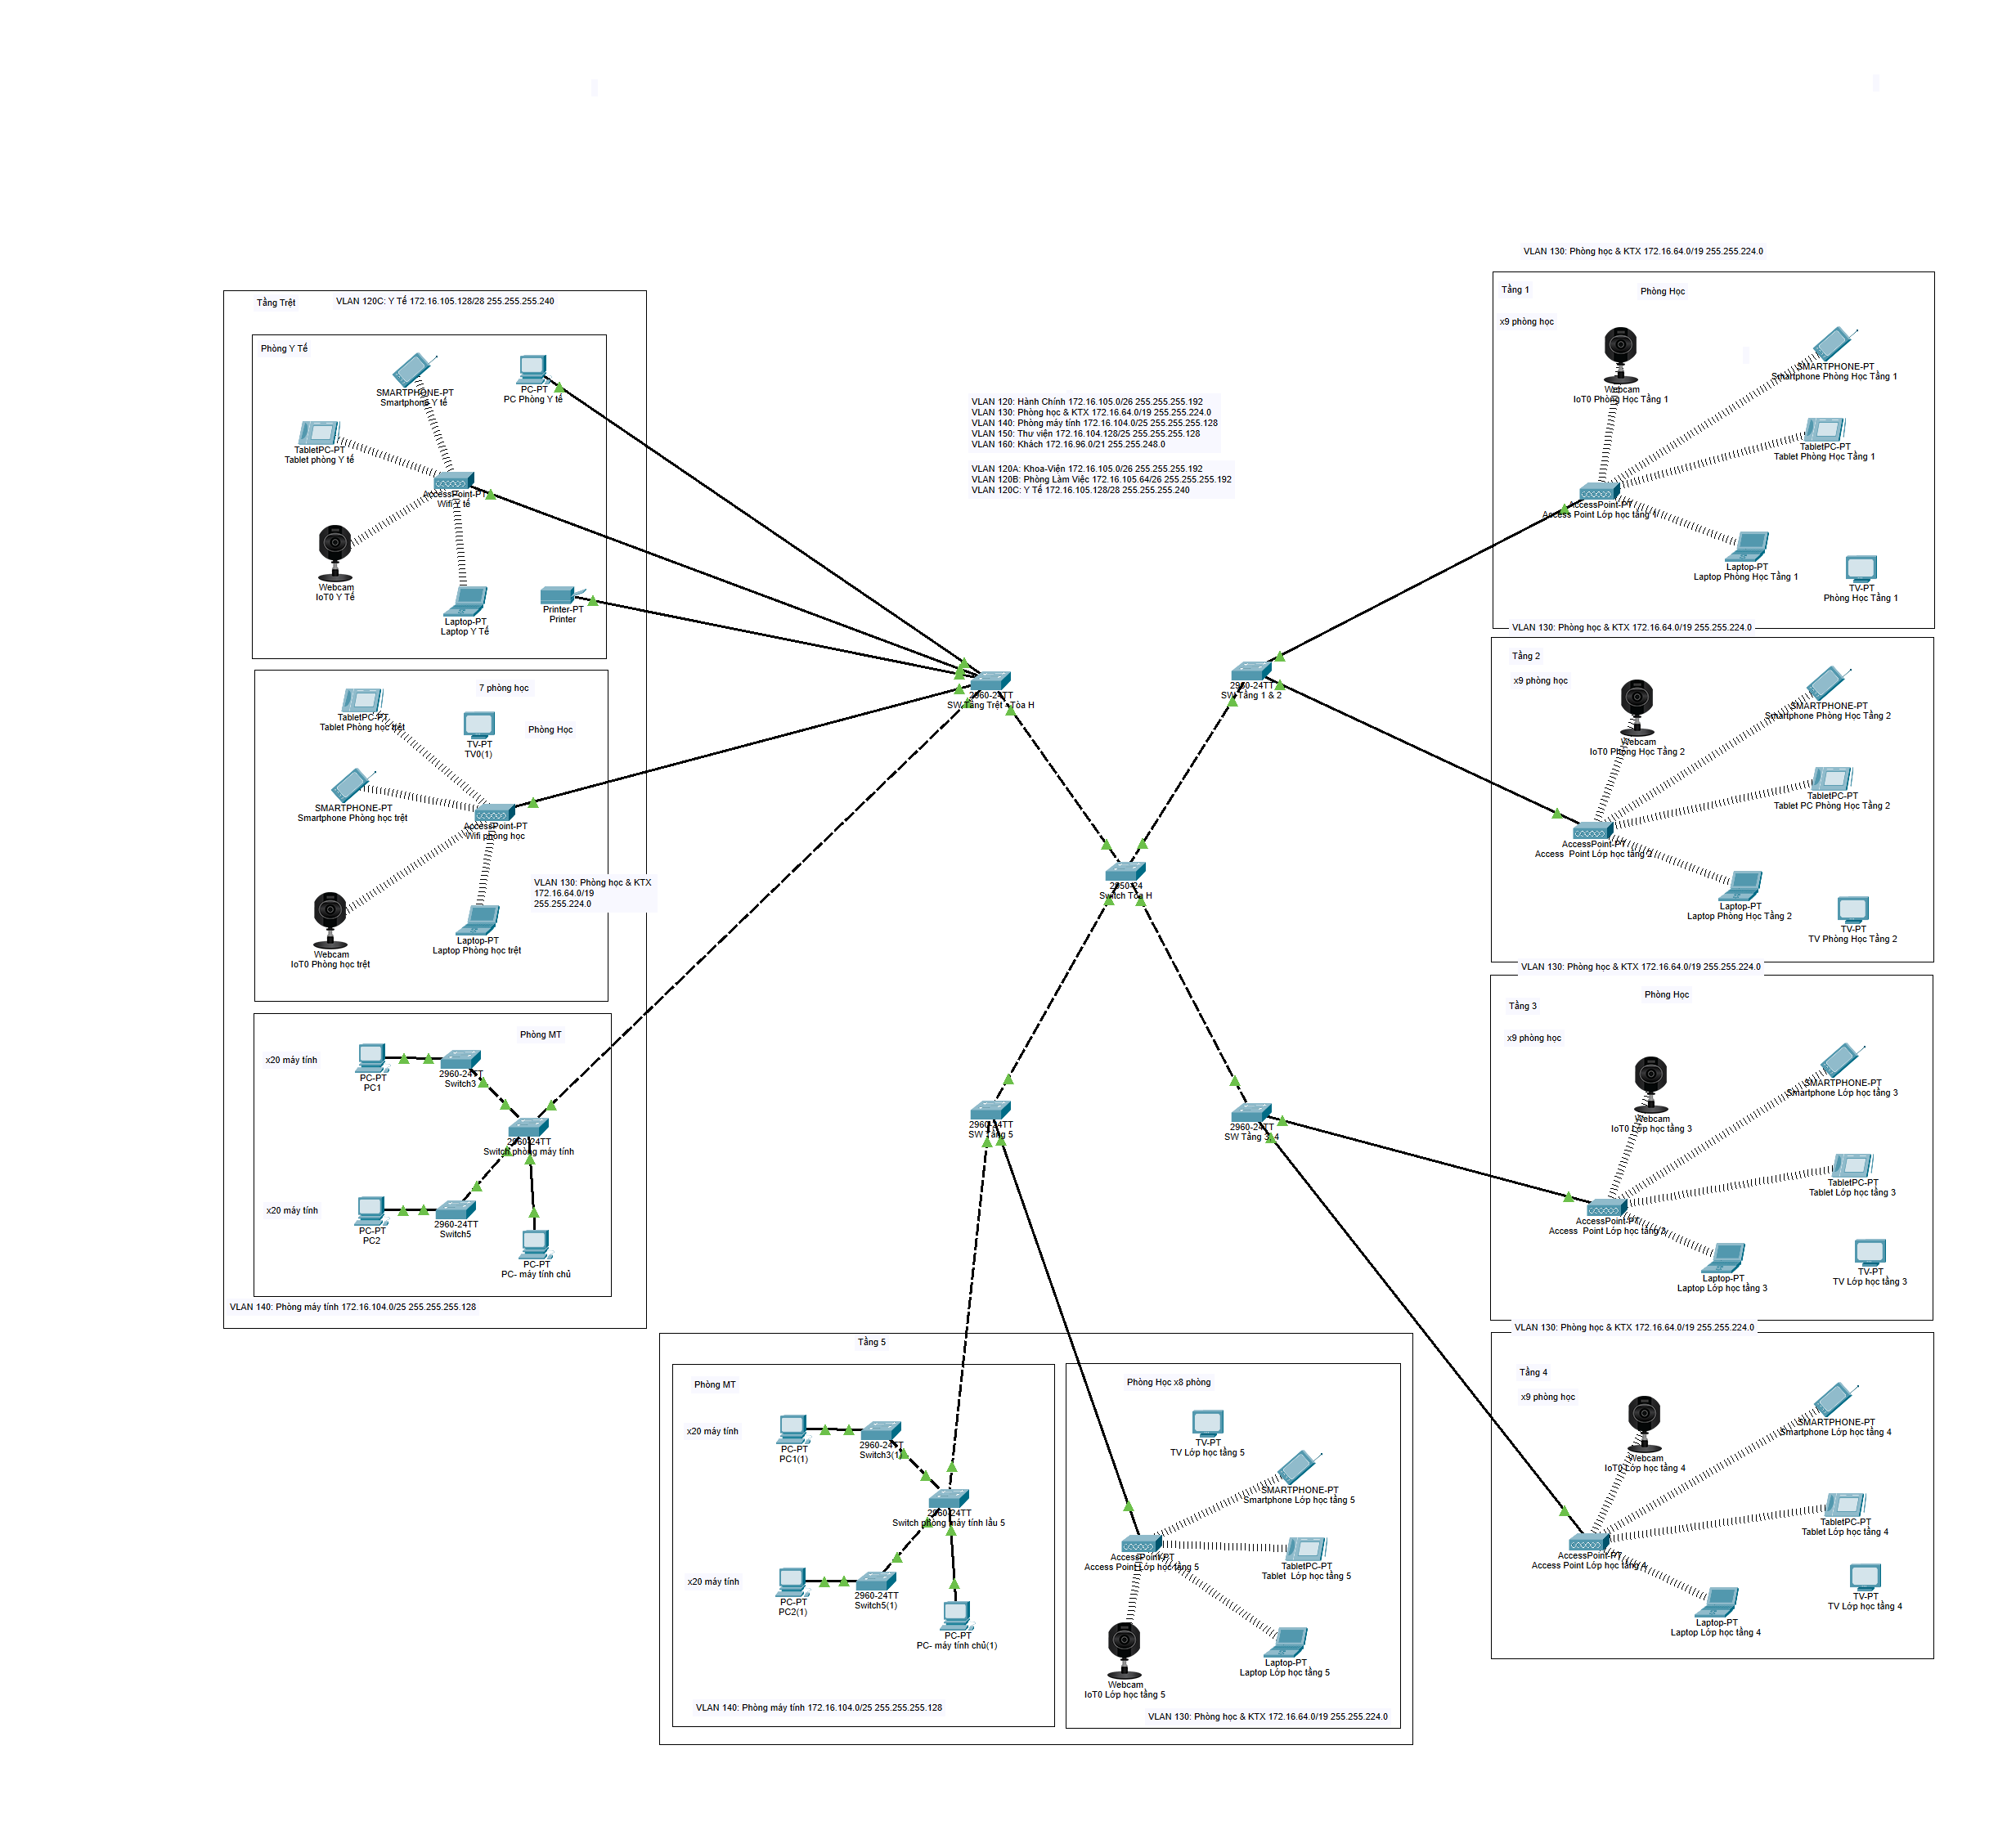 Tầng Trệt
VLAN 120C: Y Tế 172.16.105.128/28 255.255.255.240
Phòng Y Tế
SMARTPHONE-PT
Smartphone Y tế
PC-PT
PC Phòng Y tế
TabletPC-PT
Tablet phòng Y tế
AccessPoint-PT
Wifi Y tế
Webcam
IoT0 Y Tế
Laptop-PT
Laptop Y Tế
Printer-PT
Printer
7 phòng học
Phòng Học
TabletPC-PT
Tablet Phòng học trệt
TV-PT
TV0(1)
SMARTPHONE-PT
Smartphone Phòng học trệt
AccessPoint-PT
Wifi phòng học
VLAN 130: Phòng học & KTX
172.16.64.0/19
255.255.224.0
Laptop-PT
Laptop Phòng học trệt
Webcam
IoT0 Phòng học trệt
Phòng MT
x20 máy tính
PC-PT
PC1
2960-24TT
Switch3
2960-24TT
Switch phòng máy tính
x20 máy tính
PC-PT
PC2
2960-24TT
Switch5
PC-PT
PC- máy tính chủ
VLAN 140: Phòng máy tính 172.16.104.0/25 255.255.255.128
VLAN 120: Hành Chính 172.16.105.0/26 255.255.255.192
VLAN 130: Phòng học & KTX 172.16.64.0/19 255.255.224.0
VLAN 140: Phòng máy tính 172.16.104.0/25 255.255.255.128
VLAN 150: Thư viện 172.16.104.128/25 255.255.255.128
VLAN 160: Khách 172.16.96.0/21 255.255.248.0
VLAN 120A: Khoa-Viện 172.16.105.0/26 255.255.255.192
VLAN 120B: Phòng Làm Việc 172.16.105.64/26 255.255.255.192
VLAN 120C: Y Tế 172.16.105.128/28 255.255.255.240
2960-24TT
SW Tầng Trệt - Tòa H
2960-24TT
SW Tầng 1 & 2
2950-24
Switch Tòa H
2960-24TT
SW Tầng 5
2960-24TT
SW Tầng 3, 4
VLAN 130: Phòng học & KTX 172.16.64.0/19 255.255.224.0
Tầng 1
Phòng Học
x9 phòng học
Webcam
IoT0 Phòng Học Tầng 1
SMARTPHONE-PT
Smartphone Phòng Học Tầng 1
TabletPC-PT
Tablet Phòng Học Tầng 1
AccessPoint-PT
Access Point Lớp học tầng 1
Laptop-PT
Laptop Phòng Học Tầng 1
TV-PT
Phòng Học Tầng 1
VLAN 130: Phòng học & KTX 172.16.64.0/19 255.255.224.0
Tầng 2
x9 phòng học
Webcam
IoT0 Phòng Học Tầng 2
SMARTPHONE-PT
Smartphone Phòng Học Tầng 2
TabletPC-PT
Tablet PC Phòng Học Tầng 2
AccessPoint-PT
Access Point Lớp học tầng 2
Laptop-PT
Laptop Phòng Học Tầng 2
TV-PT
TV Phòng Học Tầng 2
VLAN 130: Phòng học & KTX 172.16.64.0/19 255.255.224.0
Phòng Học
Tầng 3
x9 phòng học
Webcam
IoT0 Lớp học tầng 3
SMARTPHONE-PT
Smartphone Lớp học tầng 3
TabletPC-PT
Tablet Lớp học tầng 3
AccessPoint-PT
Access Point Lớp học tầng 3
Laptop-PT
Laptop Lớp học tầng 3
TV-PT
TV Lớp học tầng 3
VLAN 130: Phòng học & KTX 172.16.64.0/19 255.255.224.0
Tầng 4
x9 phòng học
Webcam
IoT0 Lớp học tầng 4
SMARTPHONE-PT
Smartphone Lớp học tầng 4
TabletPC-PT
Tablet Lớp học tầng 4
AccessPoint-PT
Access Point Lớp học tầng 4
Laptop-PT
Laptop Lớp học tầng 4
TV-PT
TV Lớp học tầng 4
Tầng 5
Phòng MT
x20 máy tính
PC-PT
PC1(1)
2960-24TT
Switch3(1)
2960-24TT
Switch phòng máy tính lầu 5
x20 máy tính
PC-PT
PC2(1)
2960-24TT
Switch5(1)
PC-PT
PC- máy tính chủ(1)
VLAN 140: Phòng máy tính 172.16.104.0/25 255.255.255.128
Phòng Học x8 phòng
TV-PT
TV Lớp học tầng 5
SMARTPHONE-PT
Smartphone Lớp học tầng 5
AccessPoint-PT
Access Point Lớp học tầng 5
TabletPC-PT
Tablet Lớp học tầng 5
Laptop-PT
Laptop Lớp học tầng 5
Webcam
IoT0 Lớp học tầng 5
VLAN 130: Phòng học & KTX 172.16.64.0/19 255.255.224.0